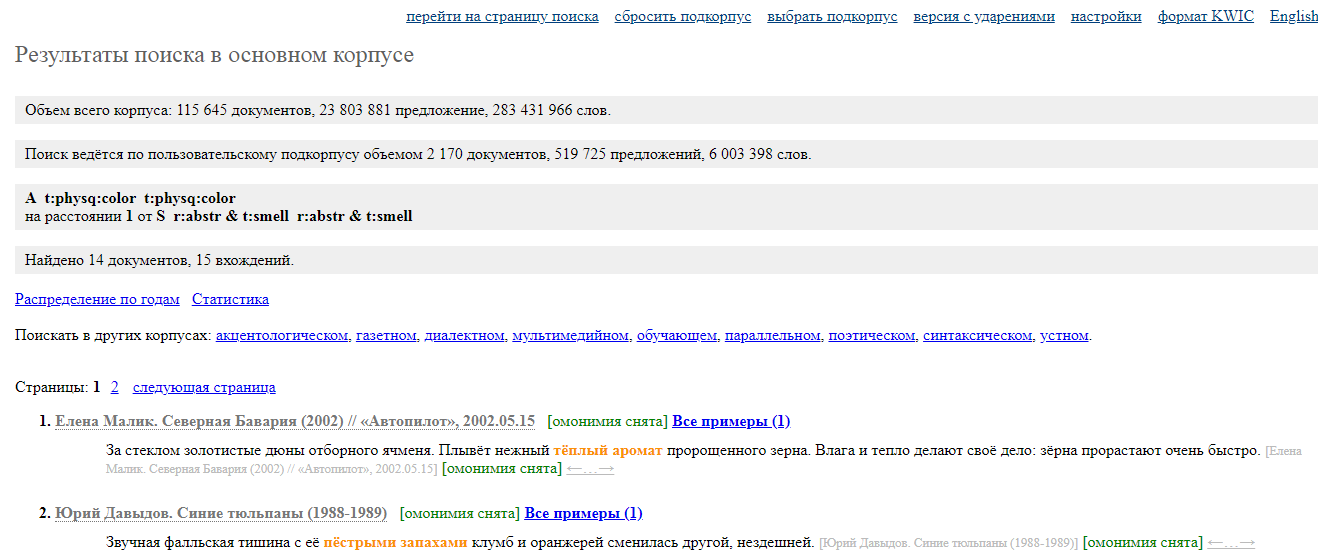 перейти на страницу поиска сбросить подкорпус выбрать подкорпус версия с ударениями настройки формат KWIC English
Результаты поиска в основном корпусе
Объем всего корпуса: 115 645 документов, 23 803 881 предложение, 283 431 966 слов.
Поиск ведётся по пользовательскому подкорпусу объемом 2 170 документов, 519 725 предложений, 6 003 398 слов.
A t:physq:color t:physq:color
на расстоянии 1 от S r:abstr & t:smell r:abstr & t:smell
Найдено 14 документов, 15 вхождений.
Распределение по годам Статистика
Поискать в других корпусах: акцентологическом, газетном, диалектном, мультимедийном, обучающем, параллельном, поэтическом, синтаксическом, устном.
Страницы: 1 2 следующая страница
1. Елена Малик. Северная Бавария (2002) // «Автопилот», 2002.05.15 [омонимия снята] Все примеры (1)
За стеклом золотистые дюны отборного ячменя. Плывёт нежный тёплый аромат пророщенного зерна. Влага и тепло делают своё дело: зёрна прорастают очень быстро. [Елена
Малик. Северная Бавария (2002) // «Автопилот», 2002.05.15] [омонимия снята] ←…→
2. Юрий Давыдов. Синие тюльпаны (1988-1989) [омонимия снята] Все примеры (1)
Звучная фалльская тишина с её пёстрыми запахами клумб и оранжерей сменилась другой, нездешней. [Юрий Давыдов. Синие тюльпаны (1988-1989)] [омонимия снята] ←…→